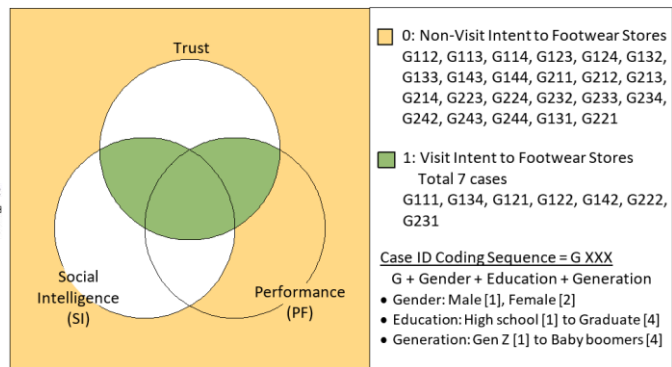 Trust
Social
Intelligence
(SI)
Performance
(PF)
0: Non-Visit Intent to Footwear Stores
G112, G113, G114, G123, G124, G132,
G133, G143, G144, G211, G212, G213,
G214, G223, G224, G232, G233, G234,
G242, G243, G244, G131, G221
1: Visit Intent to Footwear Stores
Total 7 cases
G111, G134, G121, G122, G142, G222,
G231
Case ID Coding Sequence = G XXX
G + Gender + Education + Generation
• Gender: Male [1], Female [2]
• Education: High school [1] to Graduate [4]
• Generation: Gen Z [1] to Baby boomers [4]